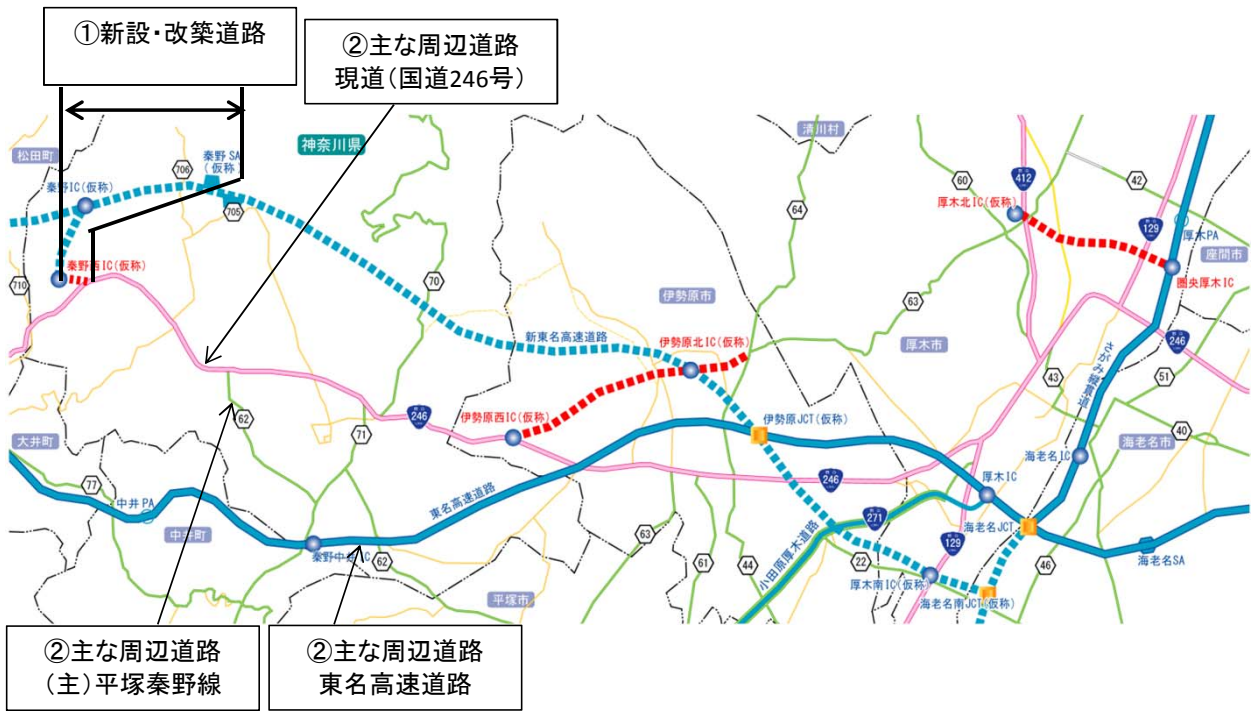 ①新設・改築道路
②主な周辺道路
現道(国道246号)
松田町
秦野IC(仮称)
706
秦野SA
(仮称)
705
神奈川県
清川村
60
412
42
厚木北IC(仮称)
64
129
厚木PA
座間市
圏央厚木IC
秦野西IC(仮称)
710
70
伊勢原市
63
新東名高速道路
伊勢原北IC(仮称)
厚木市
246
さがみ縦貫道
51
43
62
71
246
伊勢原西IC(仮称)
伊勢原JCT(仮称)
40
海老名市
大井町
海老名IC
77
中井PA
東名高速道路
246
厚木IC
中井町
271
海老名JCT
小田原厚木道路
129
秦野中井IC
62
63
61
44
22
46
海老名SA
厚木南IC(仮称)
海老名南JCT(仮称)
平塚市
②主な周辺道路
(主)平塚秦野線
②主な周辺道路
東名高速道路